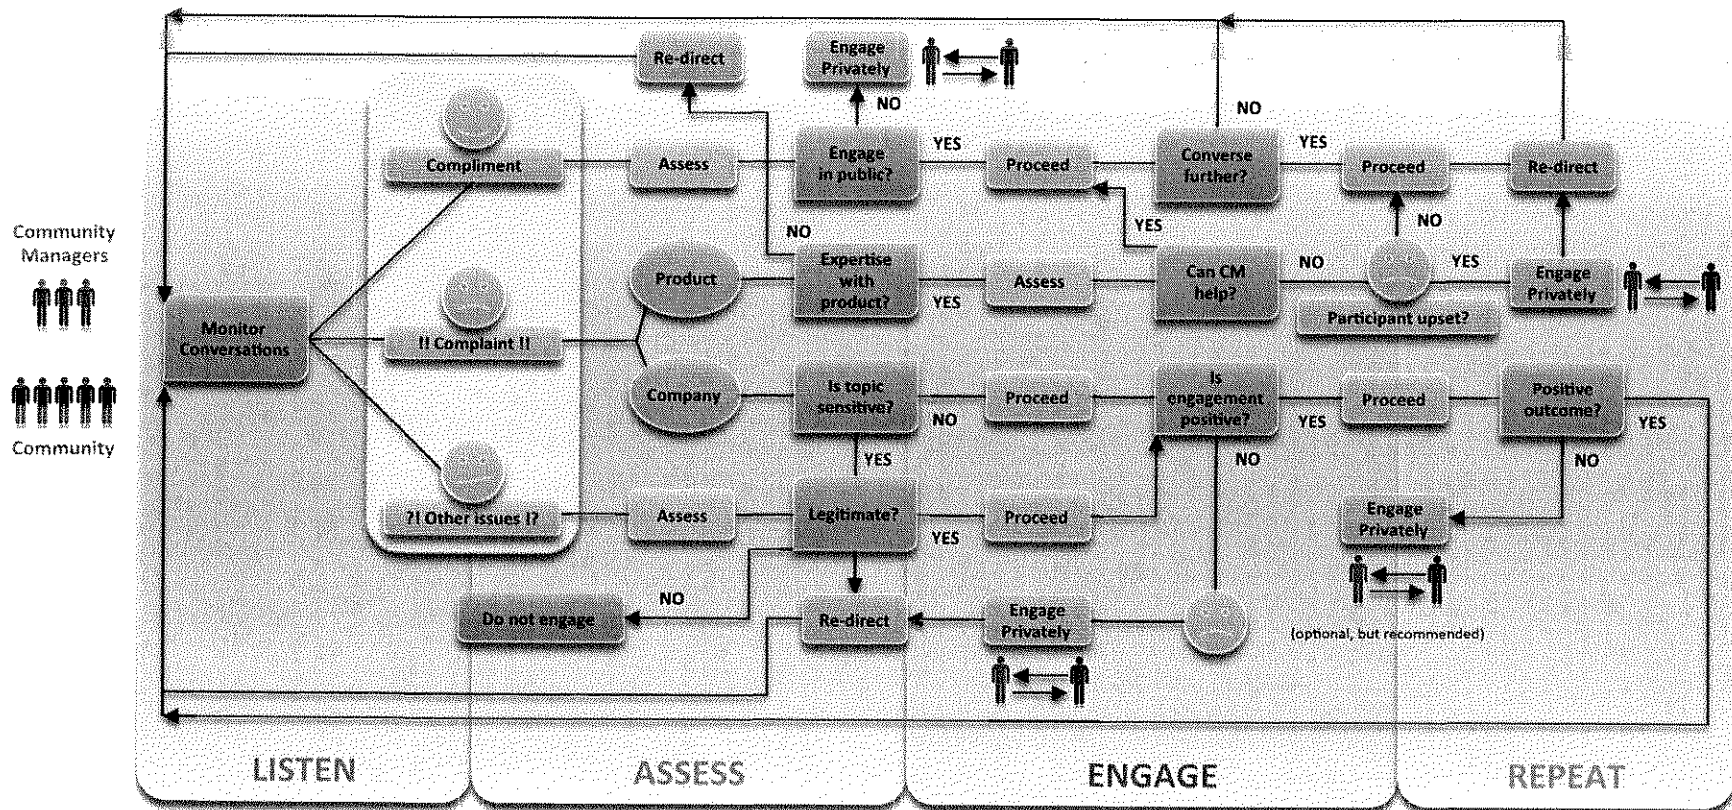 Re-direct
Engage
Privately
NO
NO
Compliment
Assess
Engage
in public?
YES
Proceed
Converse
further?
YES
Proceed
Re-direct
Community
Managers
NO
YES
NO
Product
Expertise
with
product?
YES
Assess
Can CM
help?
NO
YES
Engage
Privately
Participant upset?
Monitor
Conversations
!! Complaint !!
Company
Is topic
sensitive?
NO
Proceed
Is
engagement
positive?
YES
Proceed
Positive
outcome?
YES
Community
YES
NO
NO
?! Other issues !?
Assess
Legitimate?
YES
Proceed
Engage
Privately
NO
Do not engage
Re-direct
Engage
Privately
(optional, but recommended)
LISTEN
ASSESS
ENGAGE
REPEAT